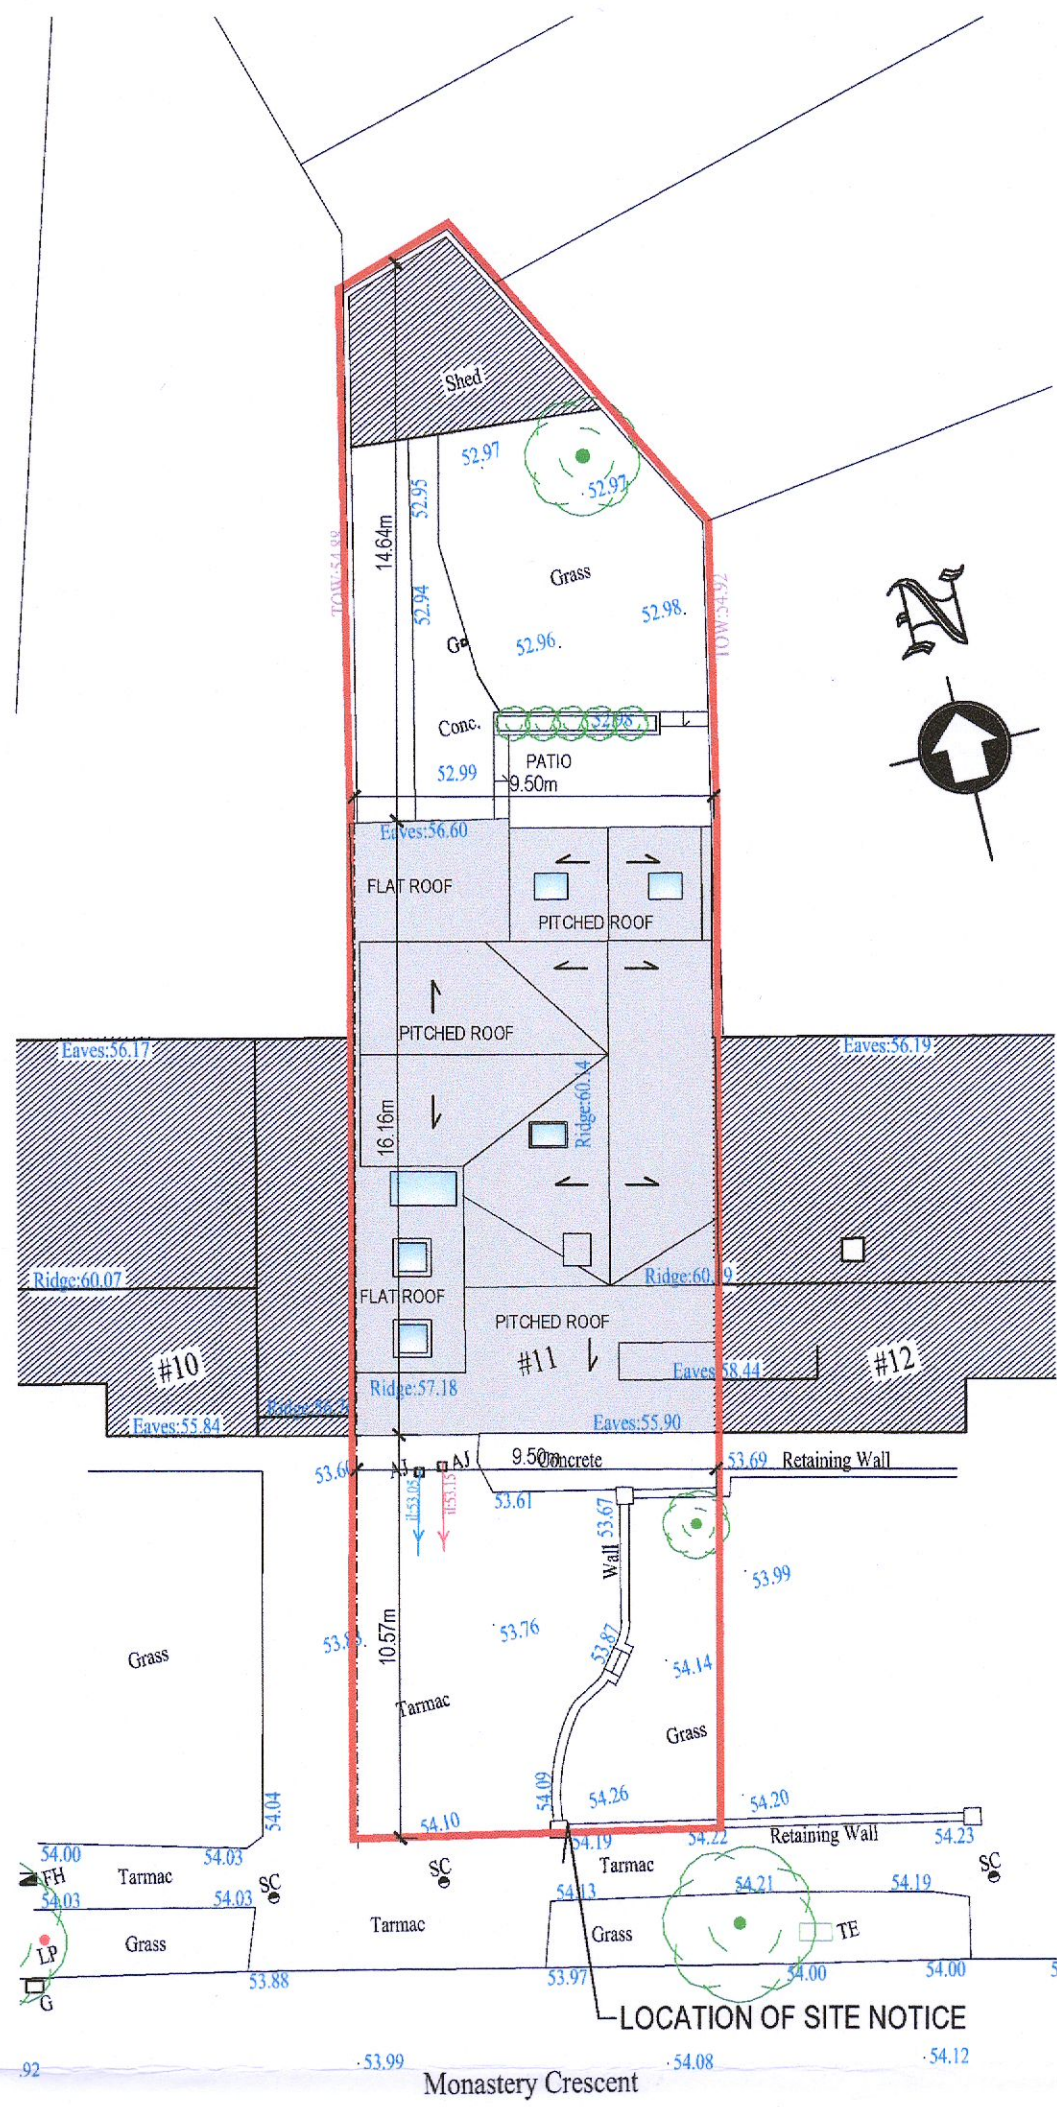 Shed
52.97
52.97
52.95
14.64m
TOW:54.88
52.94
Grass
TOW:54.92
N
52.98.
G
52.96.
Conc.
52.98
PATIO
52.99
9.50m
Eaves:56.60
FLAT ROOF
PITCHED ROOF
PITCHED ROOF
Eaves:56.17
Eaves:56.19
Ridge:60.14
16.16m
Ridge:60.07
Ridge:60.19
FLAT ROOF
PITCHED ROOF
#10
#11
#12
Eaves:58.44
Ridge:57.18
Eaves:55.84
Eaves:55.90
9.50m
Concrete
53.69
Retaining Wall
53.60
AJ
AJ
il:53.05
il:53.15
53.61
53.67
Wall
53.99
53.76
53.87
10.57m
Grass
54.14
Tarmac
Grass
54.09
54.26
54.20
54.04
54.10
54.19
54.22
Retaining Wall
54.23
54.00
54.03
FH
Tarmac
SC
SC
Tarmac
SC
54.03
54.03
54.13
54.21
54.19
LP
Grass
Tarmac
Grass
TE
53.88
53.97
54.00
54.00
G
LOCATION OF SITE NOTICE
.92
53.99
54.08
54.12
Monastery Crescent